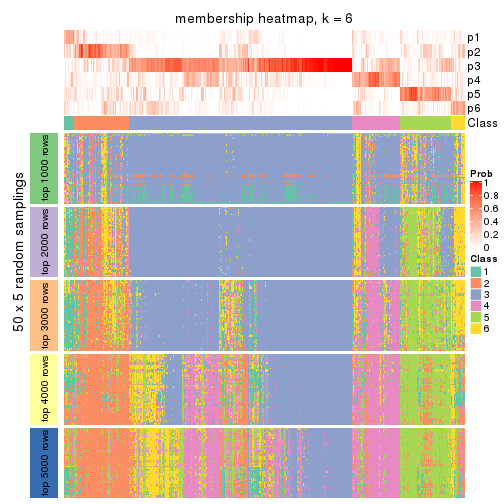 membership heatmap, k = 6
p1
p2
p3
p4
p5
p6
Class
50 x 5 random samplings
top 1000 rows
top 2000 rows
top 3000 rows
top 4000 rows
top 5000 rows
Prob
1
0.8
0.6
0.4
0.2
0
Class
1
2
3
4
5
6